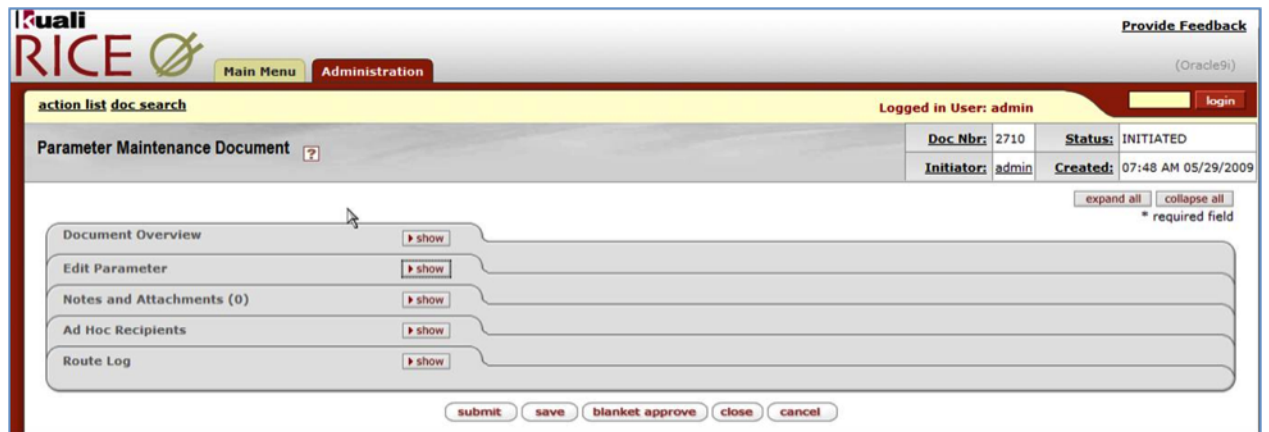 Kuali
RICE
Main Menu Administration
Provide Feedback
(Oracle9i)
action list doc search
Logged in User: admin
login
Parameter Maintenance Document ?
Doc Nbr: 2710 Status: INITIATED
Initiator: admin Created: 07:48 AM 05/29/2009
expand all collapse all
* required field
Document Overview show
Edit Parameter show
Notes and Attachments (0) show
Ad Hoc Recipients show
Route Log show
submit save blanket approve close cancel